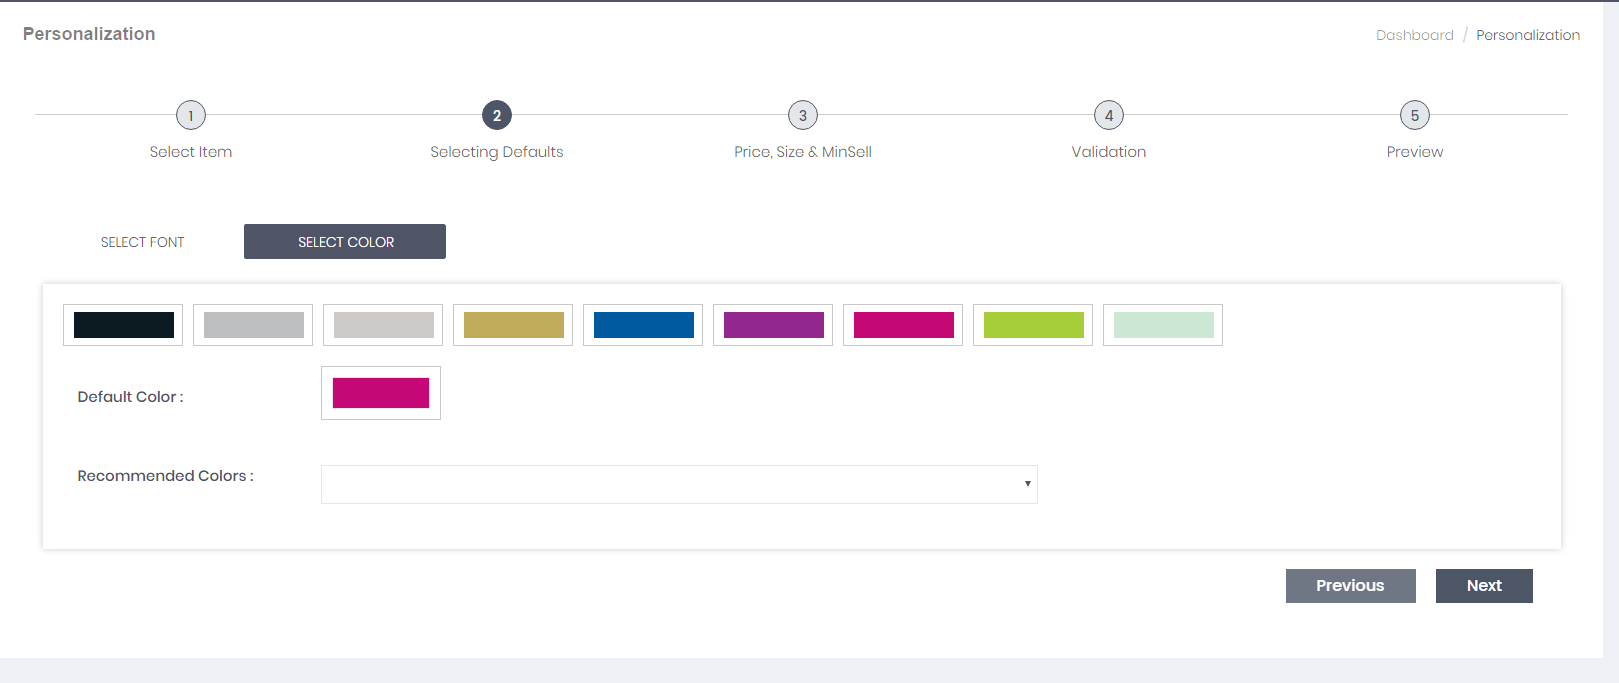 Personalization
Dashboard / Personalization
1 2 3 4 5
Select Item Selecting Defaults Price, Size & MinSell Validation Preview
SELECT FONT SELECT COLOR
Default Color :
Recommended Colors :
Previous Next